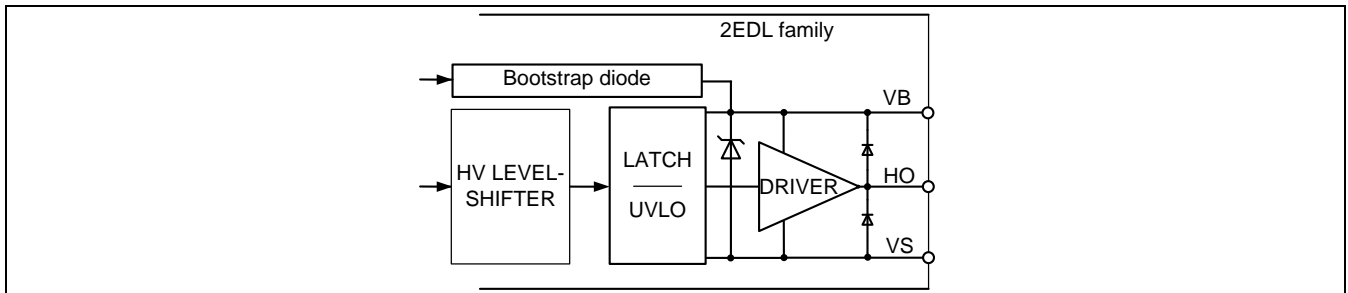 2EDL family
Bootstrap diode
VB
HV LEVEL-
SHIFTER
LATCH
UVLO
DRIVER
HO
VS